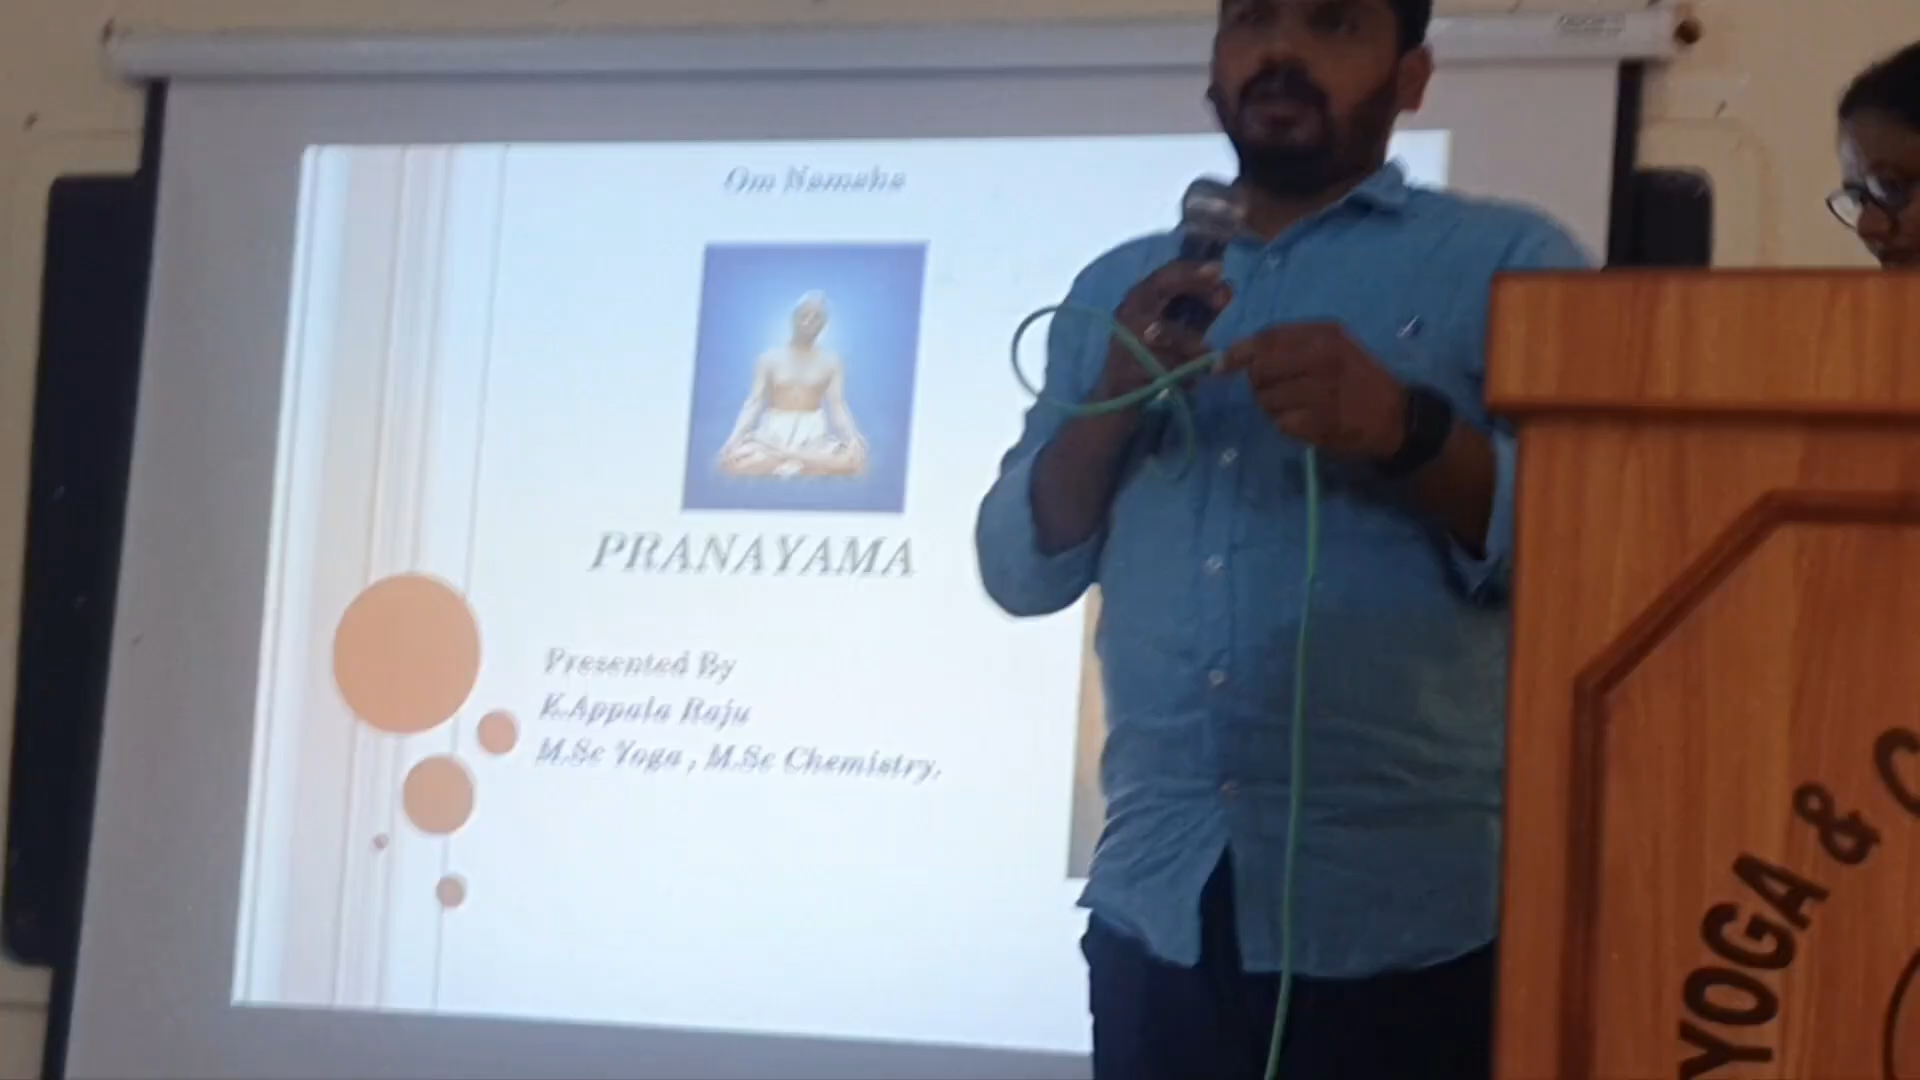 Om Namaha
PRANAYAMA
Presented By
K.Appala Raju
M.Sc Yoga , M.Sc Chemistry,
YOGA & C